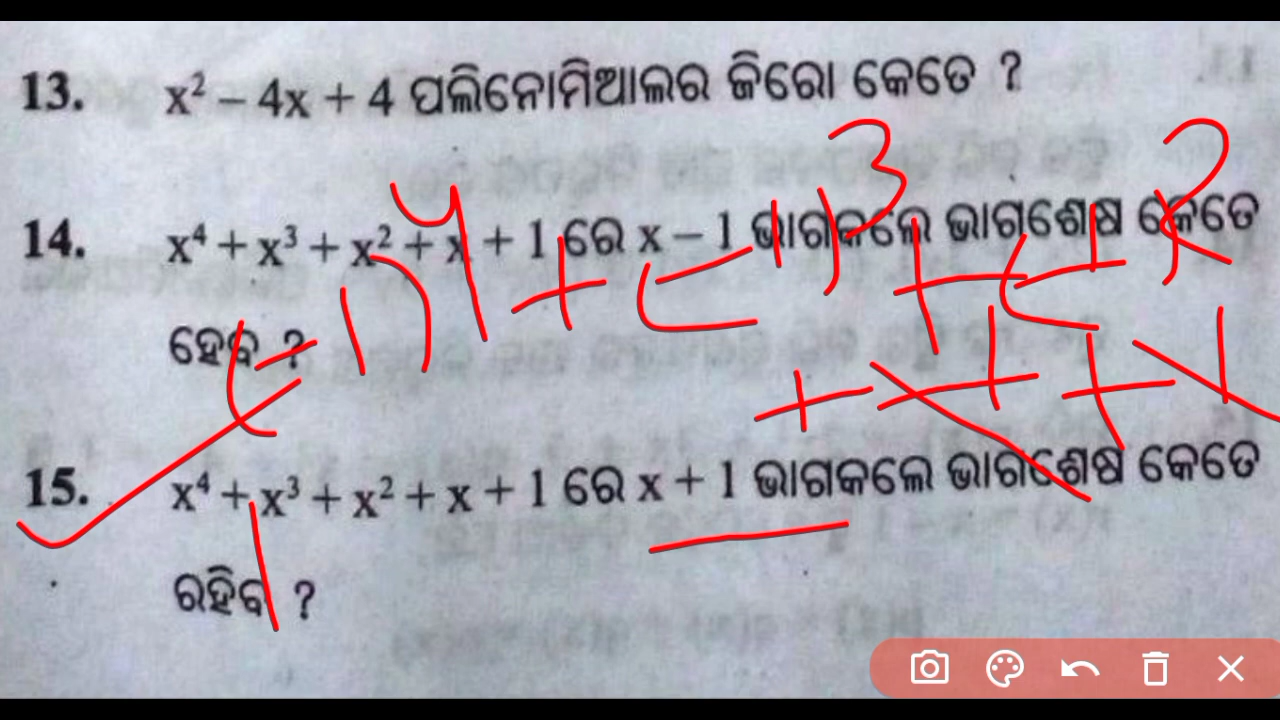 13. x² – 4x + 4 ପଲିନୋମିଆଲର ଜିରୋ କେତେ ?
14. x⁴ + x³ + x² + x + 1 ରେ x – 1 ଭାଗକଲେ ଭାଗଶେଷ କେତେ
ହେବ ?
15. x⁴ + x³ + x² + x + 1 ରେ x + 1 ଭାଗକଲେ ଭାଗଶେଷ କେତେ
ରହିବ ?